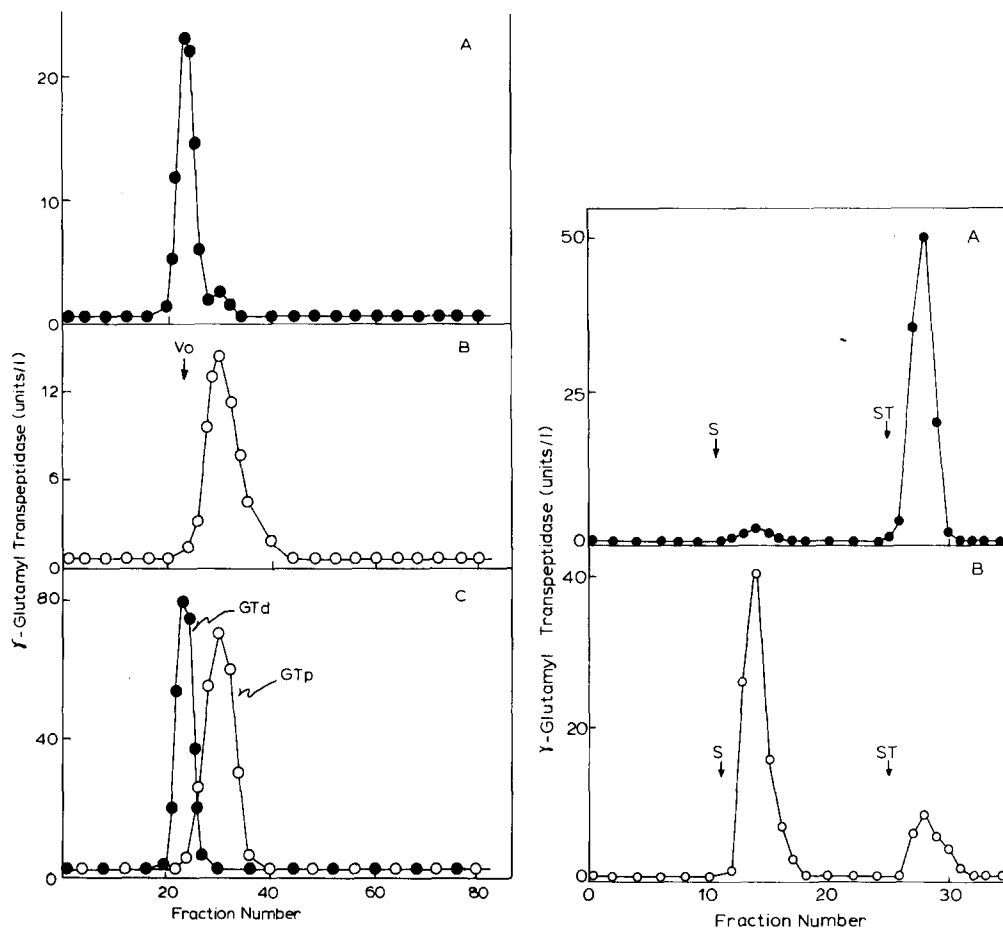 A
20
10
0
B
Vo
12
6
0
C
80
GTd
GTp
40
0
0 20 40 60 80
Fraction Number
γ-Glutamyl Transpeptidase (units/l)
A
50
25
0
S
ST
B
40
20
0
S
ST
0 10 20 30
Fraction Number
γ-Glutamyl Transpeptidase (units/l)